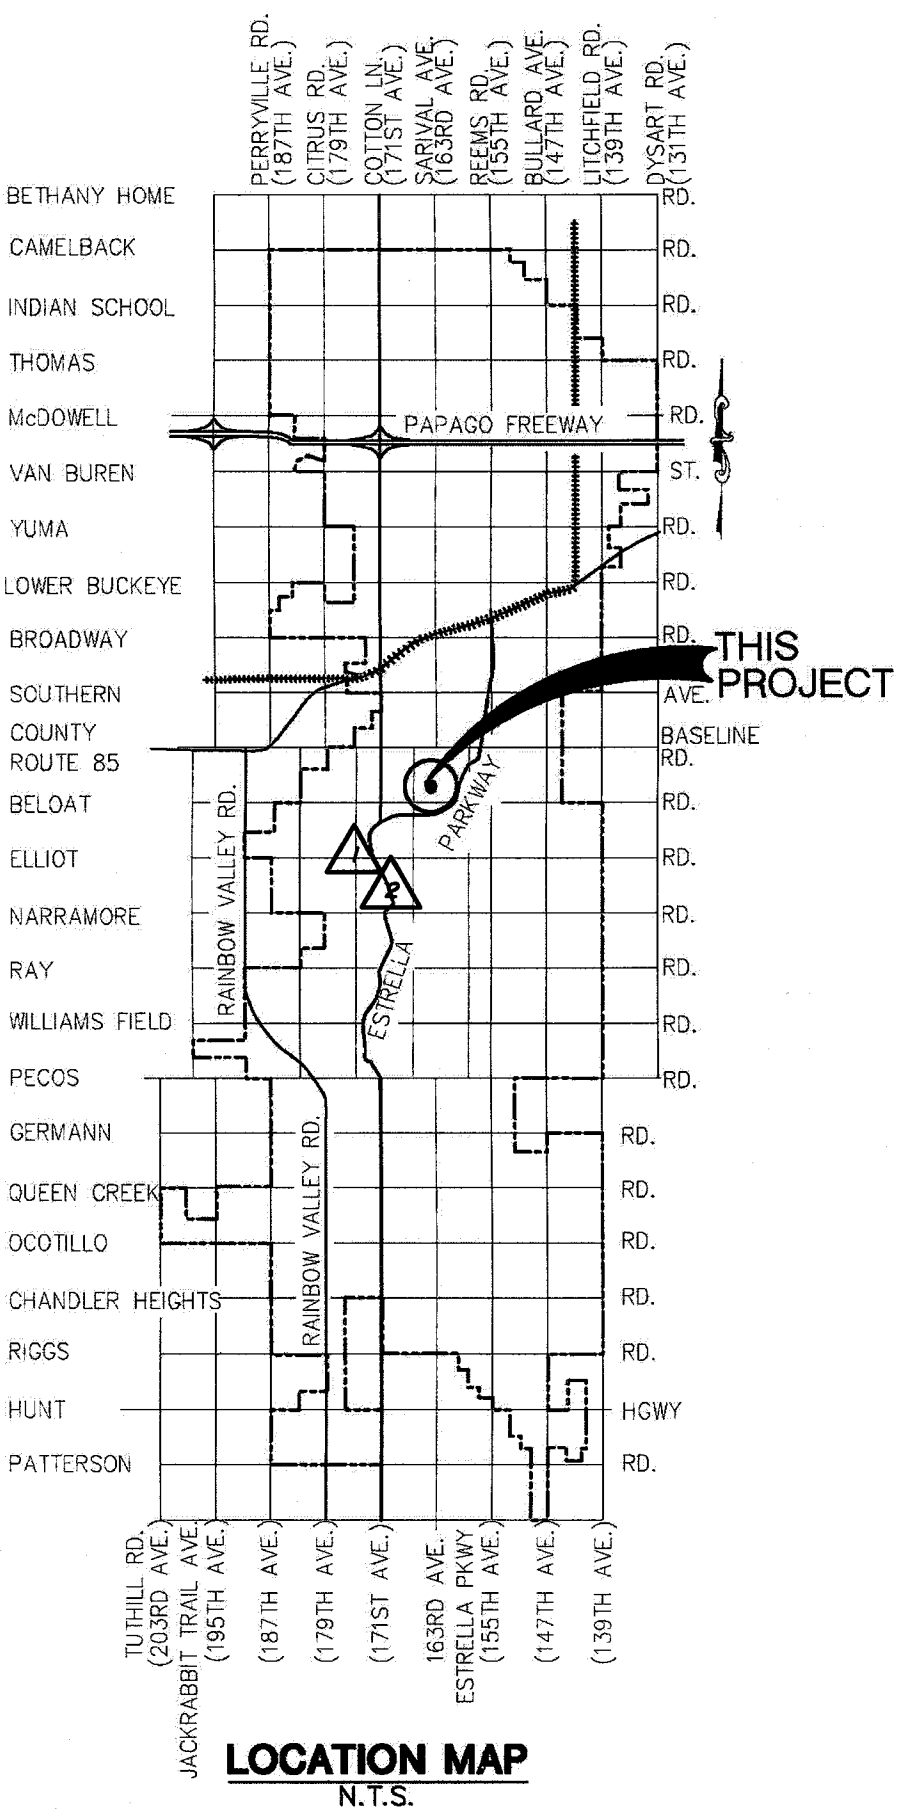 PERRYVILLE RD.
(187TH AVE.)
CITRUS RD.
(179TH AVE.)
COTTON LN.
(171ST AVE.)
SARIVAL AVE.
(163RD AVE.)
REEMS RD.
(155TH AVE.)
BULLARD AVE.
(147TH AVE.)
LITCHFIELD RD.
(139TH AVE.)
DYSART RD.
(131TH AVE.)
BETHANY HOME RD.
CAMELBACK RD.
INDIAN SCHOOL RD.
THOMAS RD.
McDOWELL RD.
PAPAGO FREEWAY
VAN BUREN ST.
YUMA RD.
LOWER BUCKEYE RD.
BROADWAY RD.
THIS
PROJECT
SOUTHERN AVE.
COUNTY
ROUTE 85
BASELINE
RD.
BELOAT RD.
PARKWAY
RAINBOW VALLEY RD.
ELLIOT RD.
1
2
NARRAMORE RD.
ESTRELLA
RAY RD.
WILLIAMS FIELD RD.
PECOS RD.
GERMANN RD.
RAINBOW VALLEY RD.
QUEEN CREEK RD.
OCOTILLO RD.
CHANDLER HEIGHTS RD.
RIGGS RD.
HUNT HGWY
PATTERSON RD.
TUTHILL RD.
(203RD AVE.)
JACKRABBIT TRAIL AVE.
(195TH AVE.)
(187TH AVE.)
(179TH AVE.)
(171ST AVE.)
163RD AVE.
ESTRELLA PKWY
(155TH AVE.)
(147TH AVE.)
(139TH AVE.)
LOCATION MAP
N.T.S.